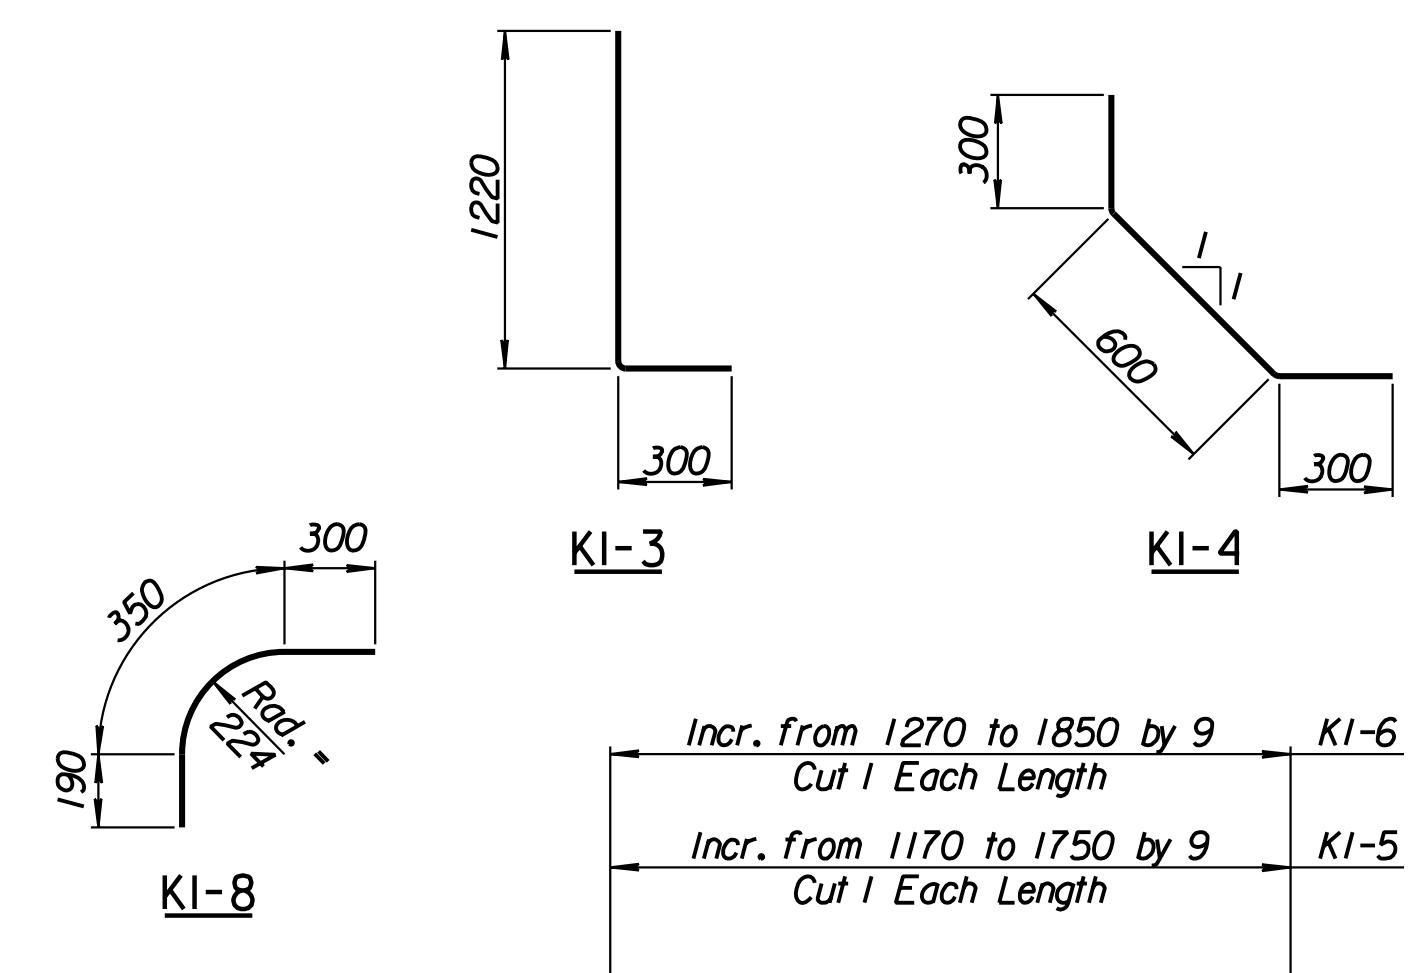 1220
300
K1-3
300
1
1
600
300
K1-4
300
350
Rad. =
224
190
K1-8
Incr. from 1270 to 1850 by 9
K1-6
Cut 1 Each Length
Incr. from 1170 to 1750 by 9
K1-5
Cut 1 Each Length